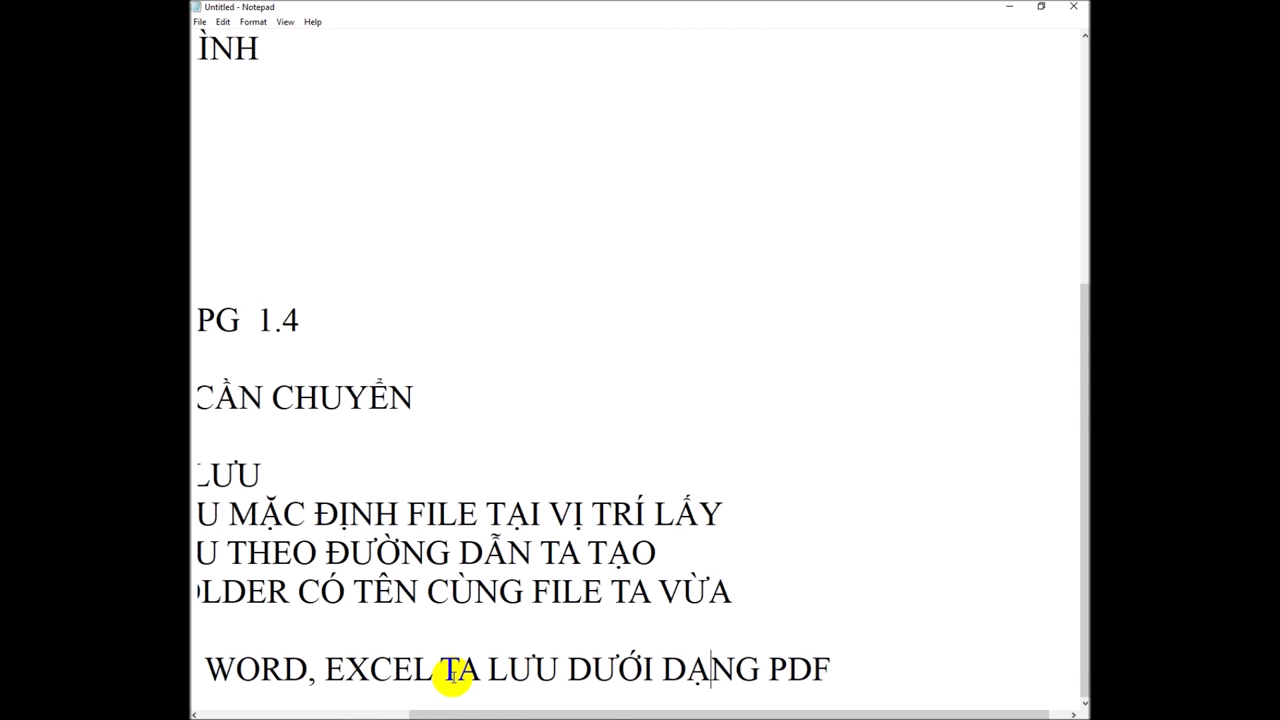 Untitled - Notepad
File Edit Format View Help
ÌNH
PG 1.4
CẦN CHUYỂN
LƯU
U MẶC ĐỊNH FILE TẠI VỊ TRÍ LẤY
U THEO ĐƯỜNG DẪN TA TẠO
OLDER CÓ TÊN CÙNG FILE TA VỪA
WORD, EXCEL TA LƯU DƯỚI DẠNG PDF